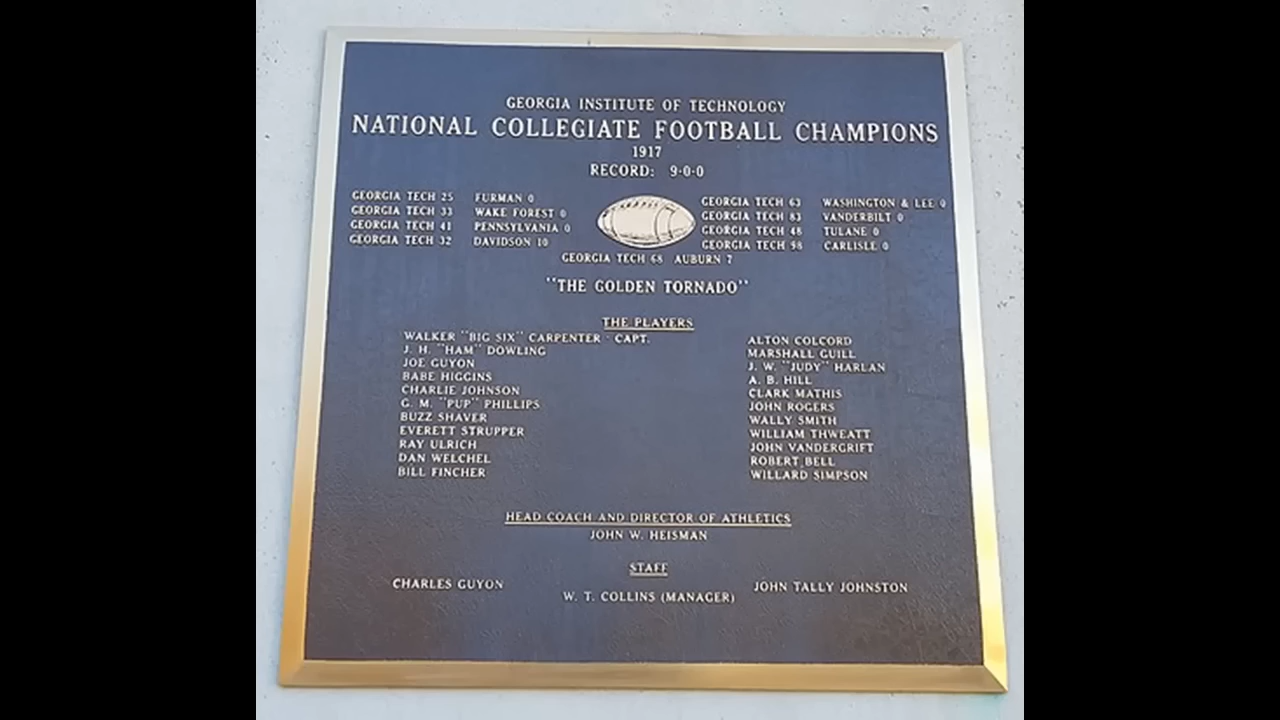 GEORGIA INSTITUTE OF TECHNOLOGY
NATIONAL COLLEGIATE FOOTBALL CHAMPIONS
1917
RECORD: 9-0-0
GEORGIA TECH 25 FURMAN 0
GEORGIA TECH 33 WAKE FOREST 0
GEORGIA TECH 41 PENNSYLVANIA 0
GEORGIA TECH 32 DAVIDSON 10
GEORGIA TECH 63 WASHINGTON & LEE 0
GEORGIA TECH 83 VANDERBILT 0
GEORGIA TECH 48 TULANE 0
GEORGIA TECH 98 CARLISLE 0
GEORGIA TECH 68 AUBURN 7
"THE GOLDEN TORNADO"
THE PLAYERS
WALKER "BIG SIX" CARPENTER - CAPT.
J. H. "HAM" DOWLING
JOE GUYON
BABE HIGGINS
CHARLIE JOHNSON
G. M. "PUP" PHILLIPS
BUZZ SHAVER
EVERETT STRUPPER
RAY ULRICH
DAN WELCHEL
BILL FINCHER
ALTON COLCORD
MARSHALL GUILL
J. W. "JUDY" HARLAN
A. B. HILL
CLARK MATHIS
JOHN ROGERS
WALLY SMITH
WILLIAM THWEATT
JOHN VANDERGRIFT
ROBERT BELL
WILLARD SIMPSON
HEAD COACH AND DIRECTOR OF ATHLETICS
JOHN W. HEISMAN
STAFF
CHARLES GUYON
W. T. COLLINS (MANAGER)
JOHN TALLY JOHNSTON